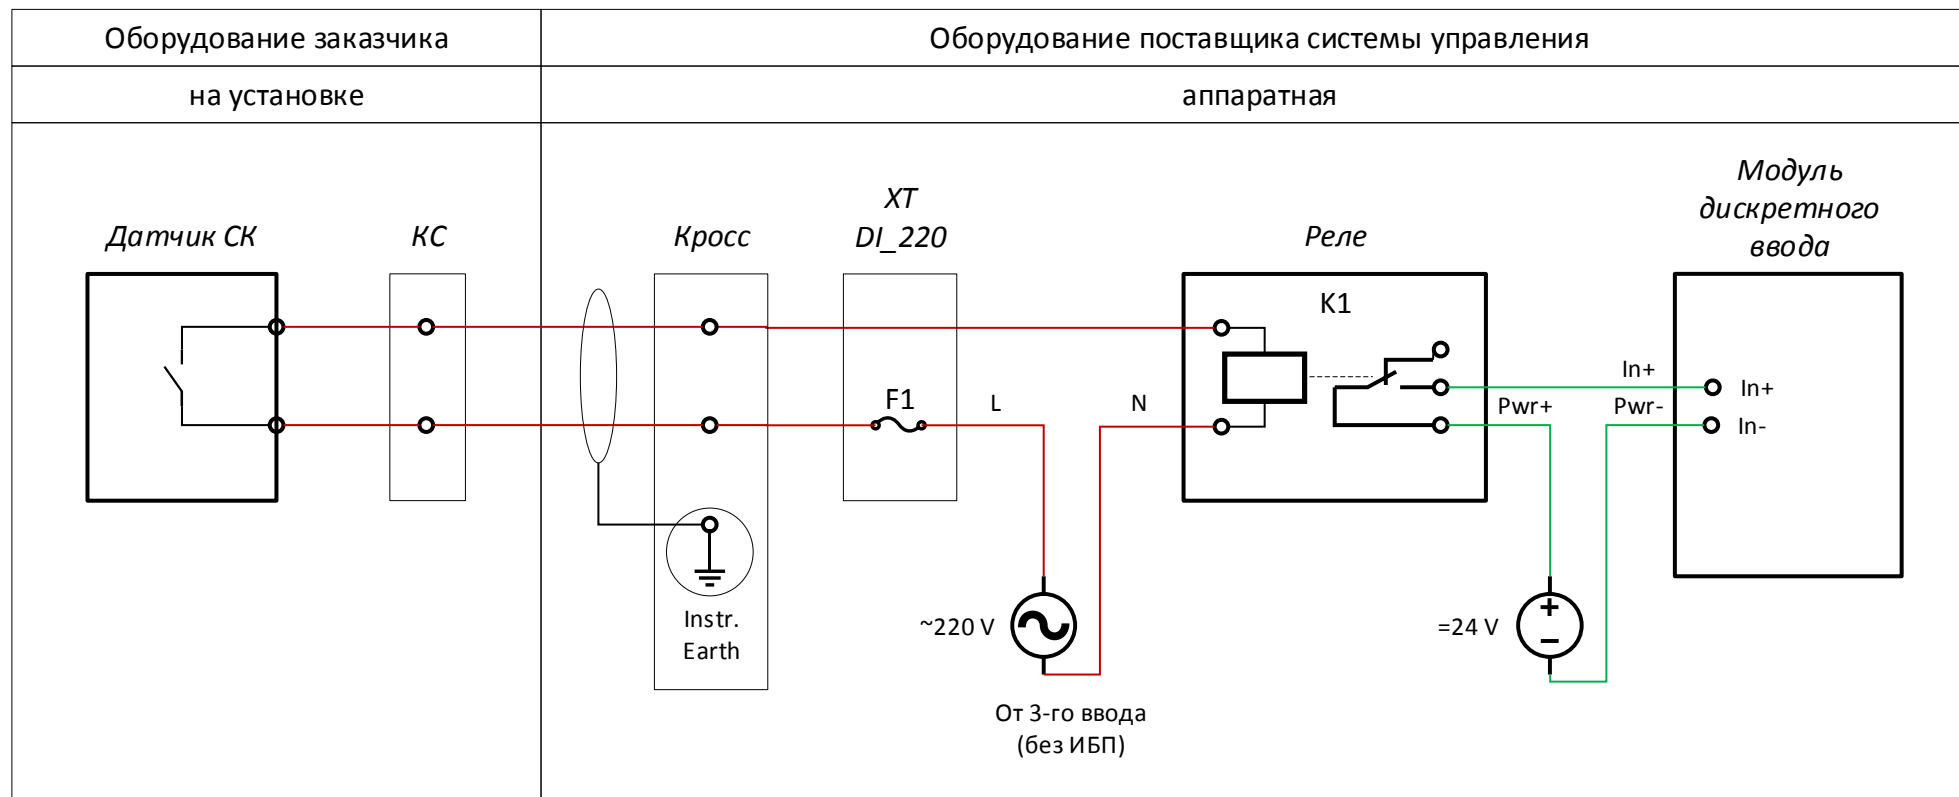 Оборудование заказчика
Оборудование поставщика системы управления
на установке
аппаратная
Датчик СК
КС
Кросс
XT
DI_220
Реле
Модуль
дискретного
ввода
K1
F1
L
N
In+
Pwr+
Pwr-
In+
In-
Instr.
Earth
~220 V
=24 V
От 3-го ввода
(без ИБП)